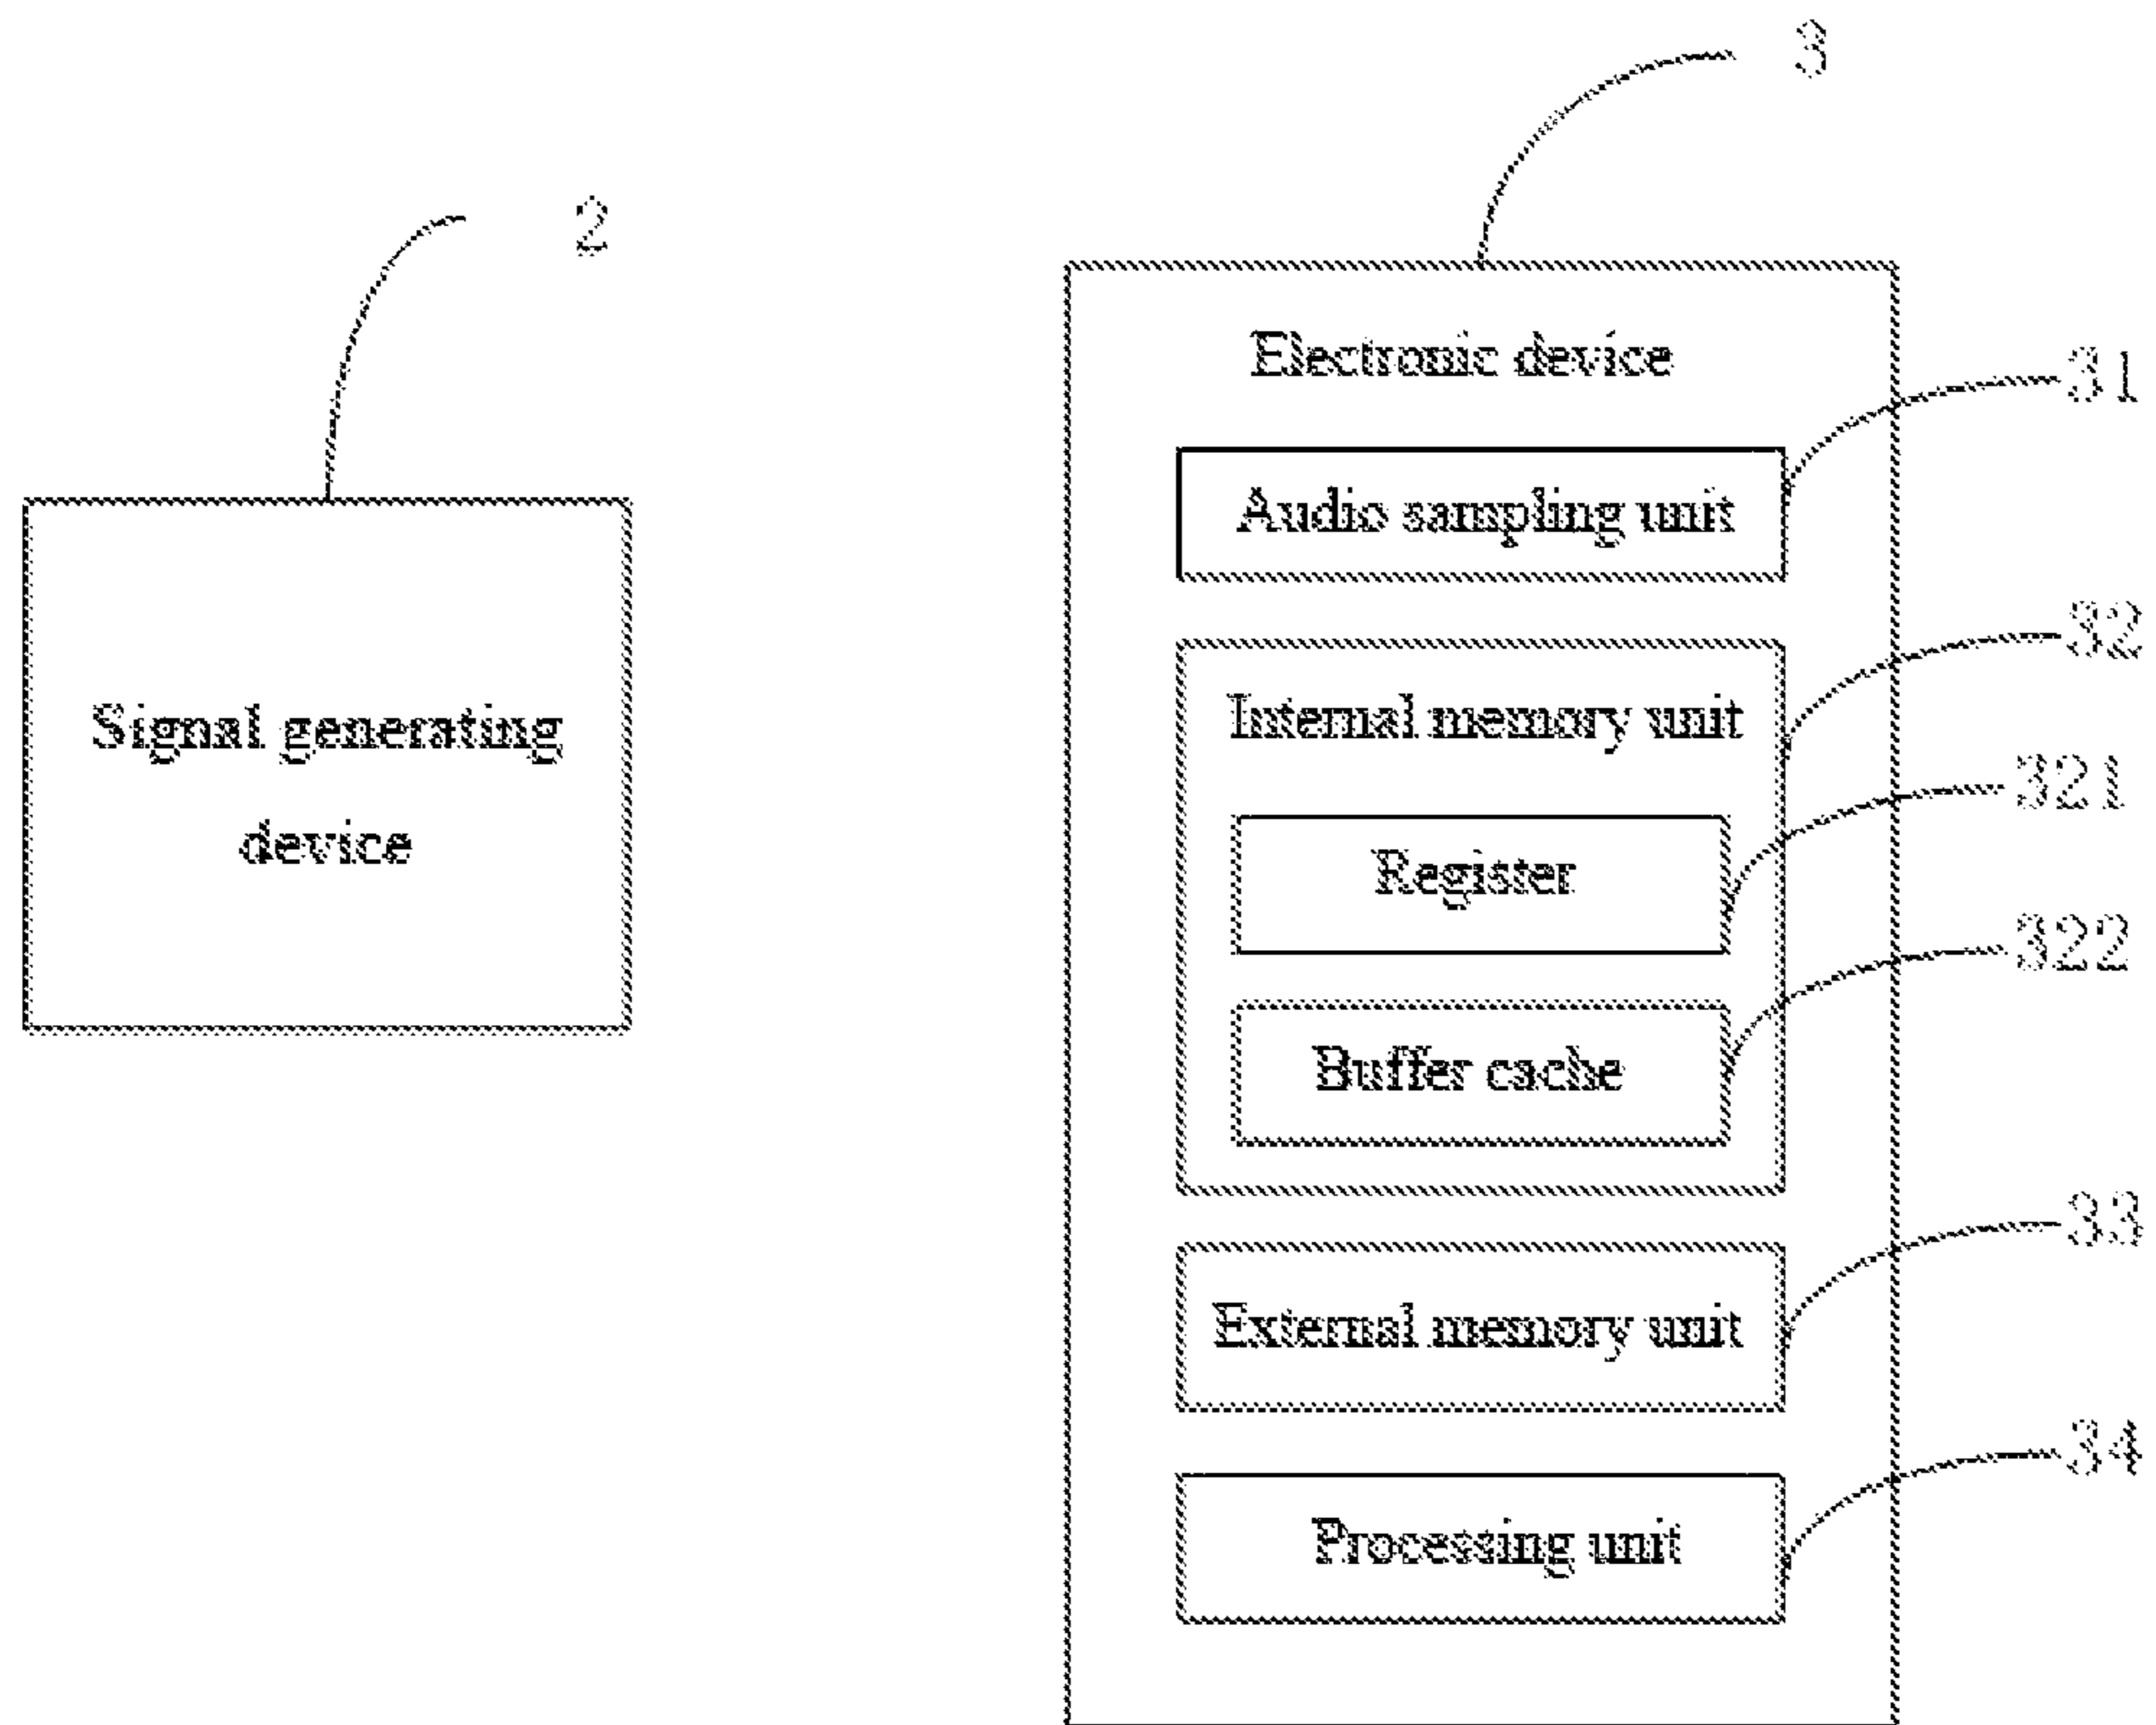 3
2
Electronic device
31
Audio sampling unit
32
Internal memory unit
Signal generating
device
321
Register
322
Buffer cache
33
External memory unit
34
Processing unit